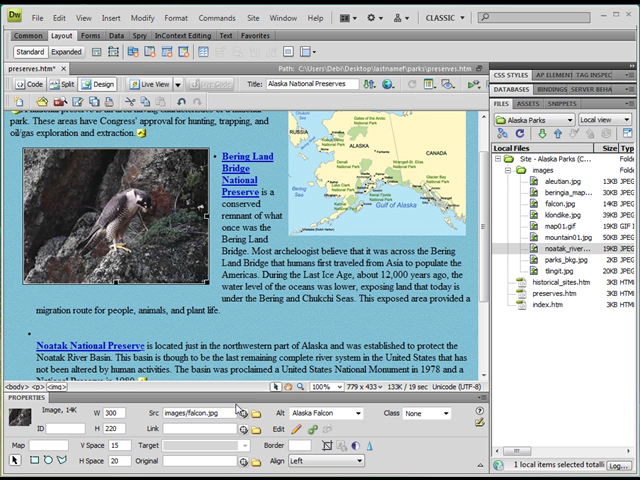 Dw File Edit View Insert Modify Format Commands Site Window Help CLASSIC
Common Layout Forms Data Spry InContext Editing Text Favorites
Standard Expanded
preserves.htm* Path: C:\Users\Debi\Desktop\lastnamef\parks\preserves.htm
Code Split Design Live View Live Code Title: Alaska National Preserves
park. These areas have Congress' approval for hunting, trapping, and
oil/gas exploration and extraction.
RUSSIA
ALASKA
CANADA
Bering Sea
Gulf of Alaska
Bering Land
Bridge
National
Preserve is a
conserved
remnant of
what once
was the
Bering Land
Bridge. Most archeologist believe that it was across the Bering
Land Bridge that humans first traveled from Asia to populate the
Americas. During the Last Ice Age, about 12,000 years ago, the
water level of the oceans was lower, exposing land that today is
under the Bering and Chukchi Seas. This exposed area provided a
migration route for people, animals, and plant life.
Noatak National Preserve is located just in the northwestern part of Alaska and was established to protect the
Noatak River Basin. This basin is though to be the last remaining complete river system in the United States that has
not been altered by human activities. The basin was proclaimed a United States National Monument in 1978 and a
National Preserve in 1980.
<body> <p> <img> 100% 779 x 433 133K / 19 sec Unicode (UTF-8)
PROPERTIES
Image, 14K W 300 Src images/falcon.jpg Alt Alaska Falcon Class None
ID H 220 Link Edit
Map V Space 15 Target Border
H Space 20 Original Align Left
CSS STYLES AP ELEMENT TAG INSPEC
DATABASES BINDINGS SERVER BEHA
FILES ASSETS SNIPPETS
Alaska Parks Local view
Local Files Size Typ
Site - Alaska Parks (C...
images
aleutian.jpg 30KB JPEG
beringia_map... 30KB JPEG
falcon.jpg 13KB JPEG
klondike.jpg 39KB JPEG
map01.gif 69KB GIF
mountain01.jpg 30KB JPEG
noatak_river... 19KB JPEG
parks_bkg.jpg 2KB JPEG
tlingit.jpg 21KB JPEG
historical_sites.htm 3KB HTM
preserves.htm 3KB HTM
index.htm 3KB HTM
1 local items selected totalli Log...